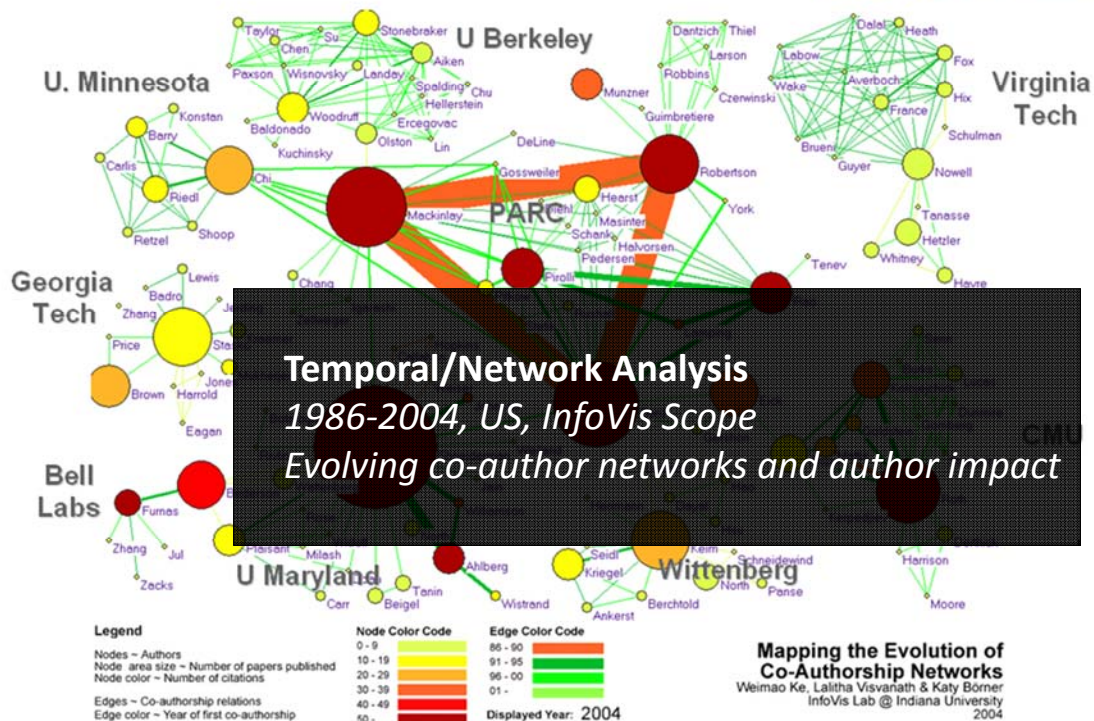 Taylor
Su
Stonebraker
Chen
Aiken
U Berkeley
Paxson
Wisnovsky
Landay
Spalding
Chu
Hellerstein
Woodruff
Ercegovac
Baldonado
Kuchinsky
Olston
Lin
Dantzich
Thiel
Larson
Robbins
Czerwinski
Munzner
Guimbretiere
Dalal
Heath
Labow
Fox
Wake
Averboch
Hix
France
Virginia
Tech
Schulman
Brueni
Guyer
Nowell
Tanasse
Hetzler
Whitney
Havre
U. Minnesota
Konstan
Barry
Carlis
Chi
Riedl
Retzel
Shoop
DeLine
Gossweiler
Robertson
Mackinlay
PARC
Hearst
York
Masinter
Schank
Halvorsen
Pedersen
Pirolli
Tenev
Georgia
Tech
Lewis
Chang
Badro
Zhang
Price
Brown
Harrold
Eagan
Temporal/Network Analysis
1986-2004, US, InfoVis Scope
Evolving co-author networks and author impact
CMU
Bell
Labs
Furnas
Zhang
Jul
Zacks
Plaisant
Milash
U Maryland
Carr
Beigel
Tanin
Ahlberg
Wistrand
Seidl
Kriegel
Keim
Wittenberg
Schneidewind
North
Panse
Ankerst
Berchtold
Harrison
Moore
Legend
Nodes ~ Authors
Node area size ~ Number of papers published
Node color ~ Number of citations
Edges ~ Co-authorship relations
Edge color ~ Year of first co-authorship
Node Color Code
0 - 9
10 - 19
20 - 29
30 - 39
40 - 49
50 -
Edge Color Code
86 - 90
91 - 95
96 - 00
01 -
Displayed Year: 2004
Mapping the Evolution of
Co-Authorship Networks
Weimao Ke, Lalitha Visvanath & Katy Börner
InfoVis Lab @ Indiana University
2004